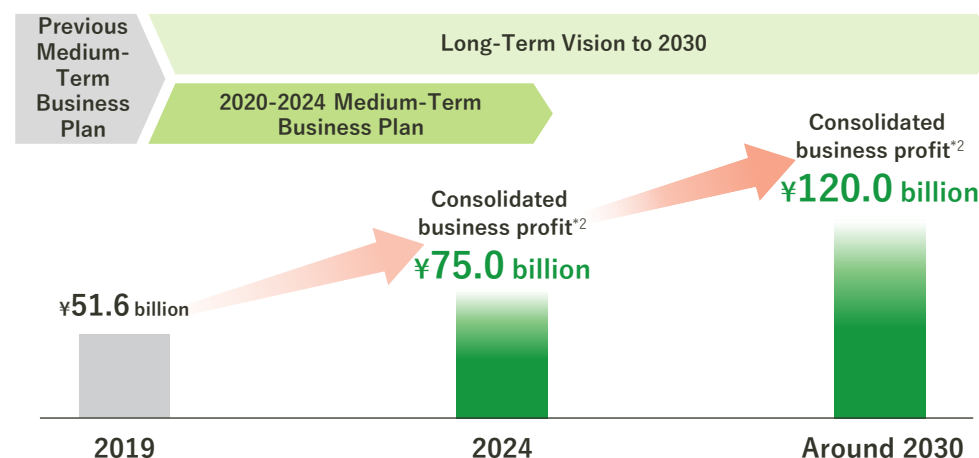 Previous
Medium-
Term
Business
Plan
Long-Term Vision to 2030
2020-2024 Medium-Term
Business Plan
¥51.6 billion
Consolidated
business profit*2
¥75.0 billion
Consolidated
business profit*2
¥120.0 billion
2019
2024
Around 2030